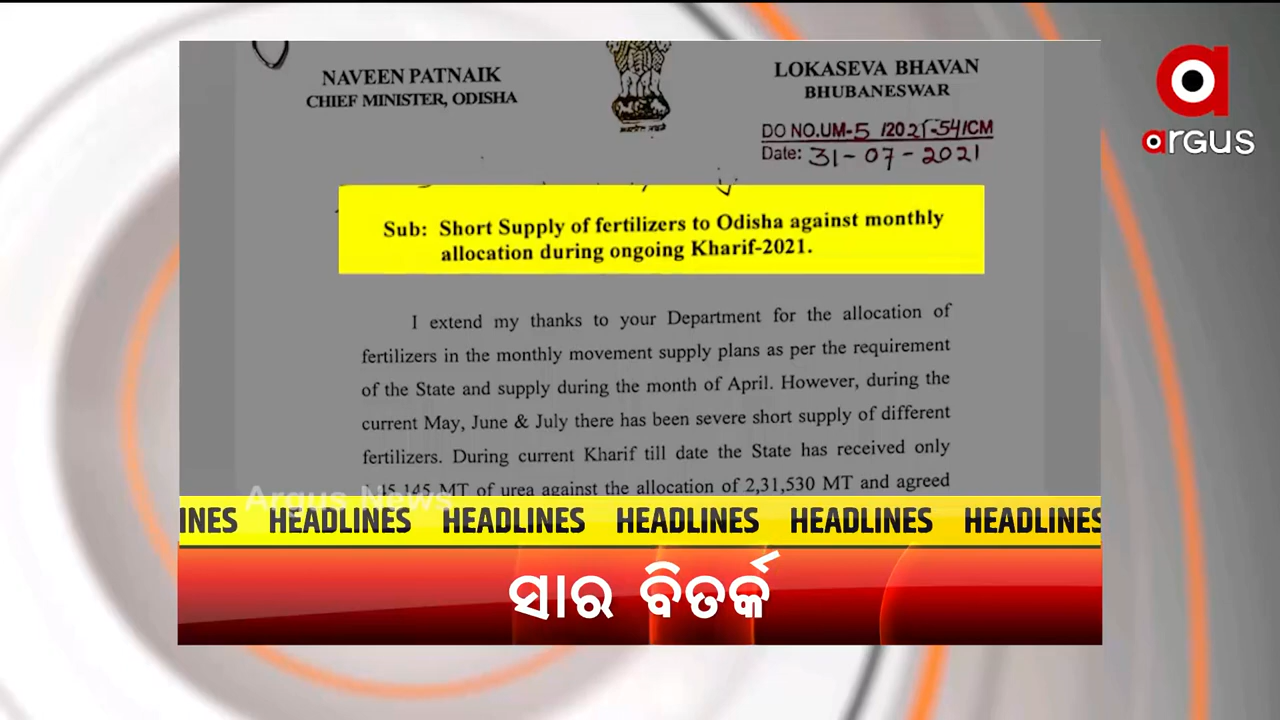 NAVEEN PATNAIK
CHIEF MINISTER, ODISHA
LOKASEVA BHAVAN
BHUBANESWAR
DO NO.UM-5 /2021-54/CM
Date: 31-07-2021
argus
Sub: Short Supply of fertilizers to Odisha against monthly
allocation during ongoing Kharif-2021.
I extend my thanks to your Department for the allocation of
fertilizers in the monthly movement supply plans as per the requirement
of the State and supply during the month of April. However, during the
current May, June & July there has been severe short supply of different
fertilizers. During current Kharif till date the State has received only
MT of urea against the allocation of 2,31,530 MT and agreed
Argus News
INES HEADLINES HEADLINES HEADLINES HEADLINES HEADLINES
ସାର ବିତର୍କ